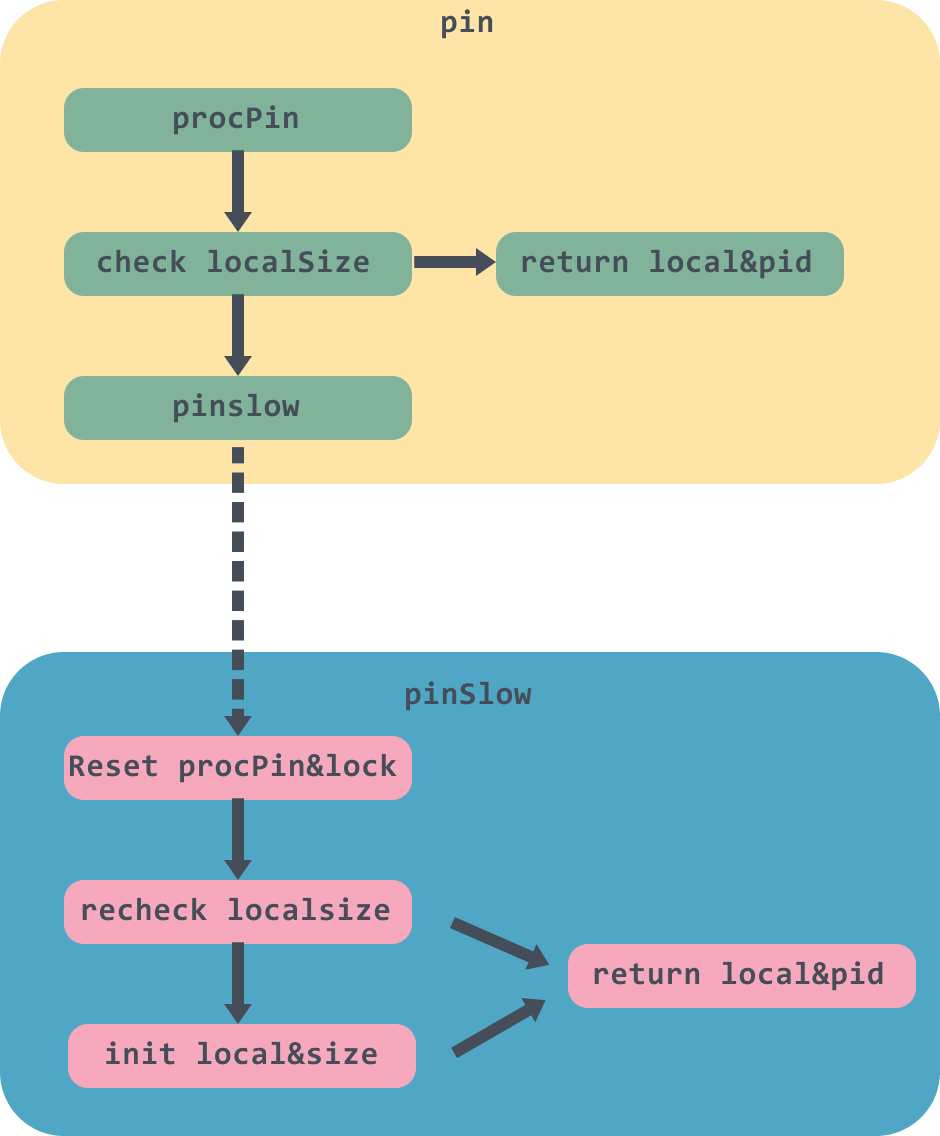 pin
procPin
check localSize
return local&pid
pinslow
pinSlow
Reset procPin&lock
recheck localsize
return local&pid
init local&size